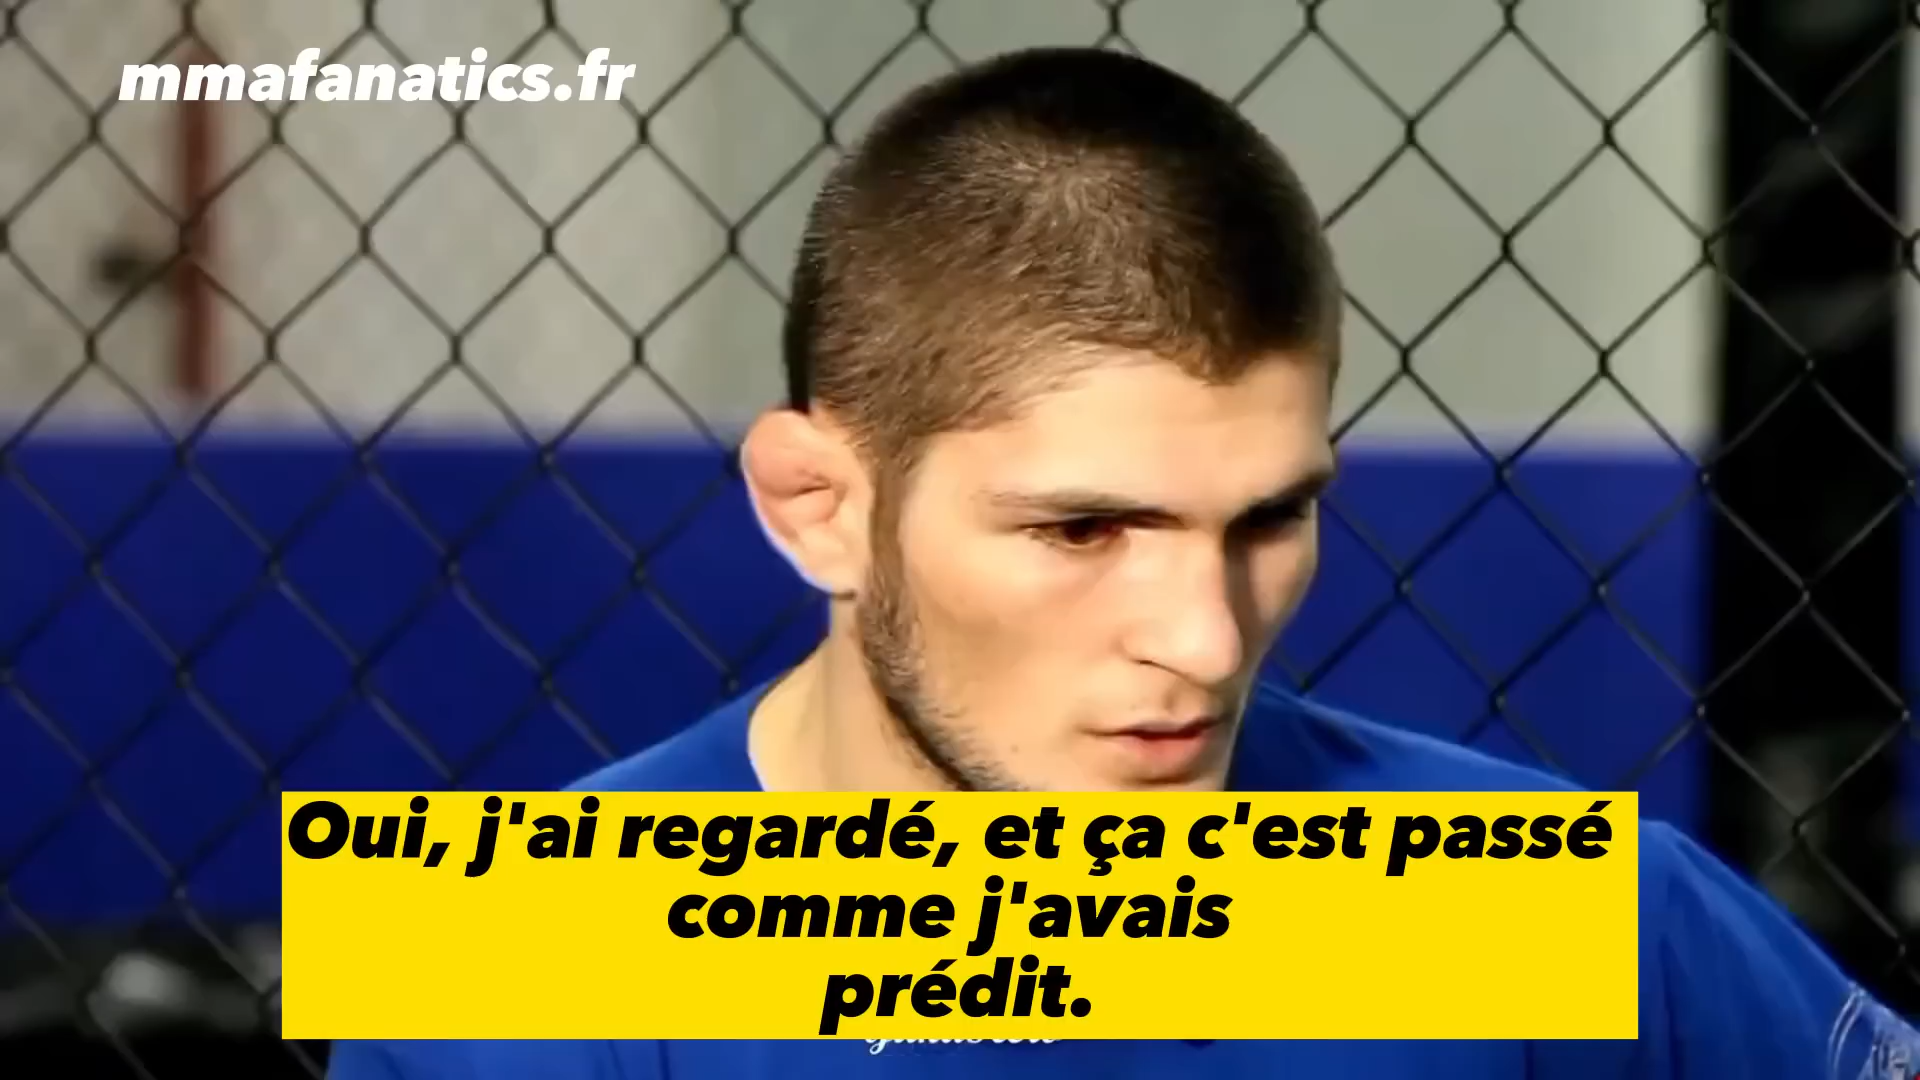 mmafanatics.fr
Oui, j'ai regardé, et ça c'est passé
comme j'avais
prédit.